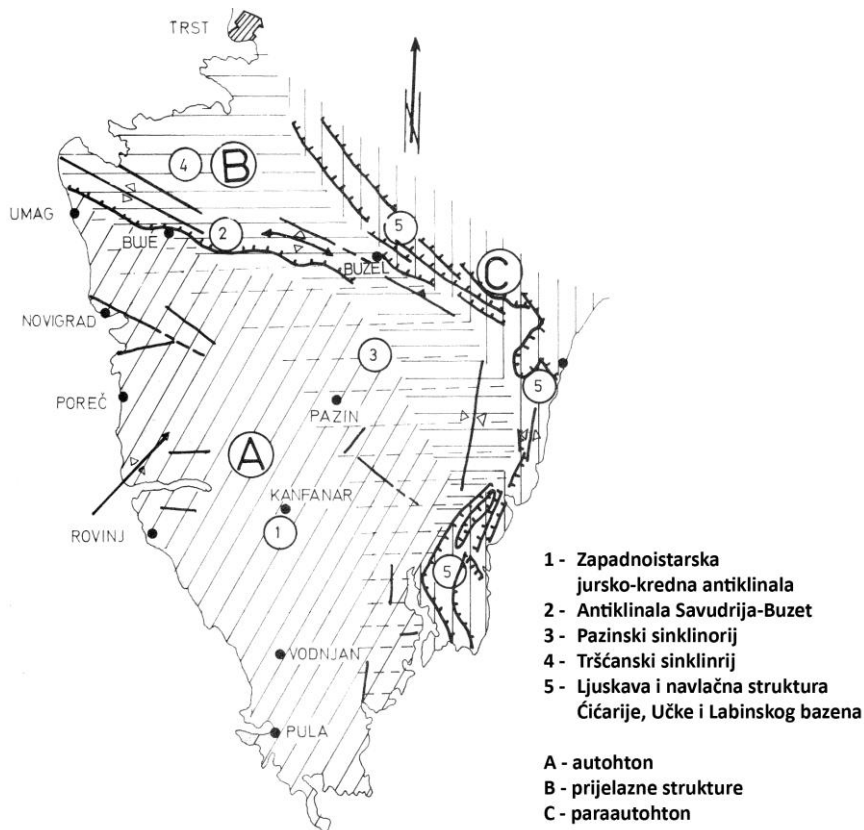 TRST
4
B
5
UMAG
BUJE
2
BUZEL
C
NOVIGRAD
3
5
POREČ
PAZIN
A
KANFANAR
ROVINJ
1
5
VODNJAN
PULA
1 - Zapadnoistarska
jursko-kredna antiklinala
2 - Antiklinala Savudrija-Buzet
3 - Pazinski sinklinorij
4 - Tršćanski sinklinrij
5 - Ljuskava i navlačna struktura
Ćićarije, Učke i Labinskog bazena
A - autohton
B - prijelazne strukture
C - paraautohton